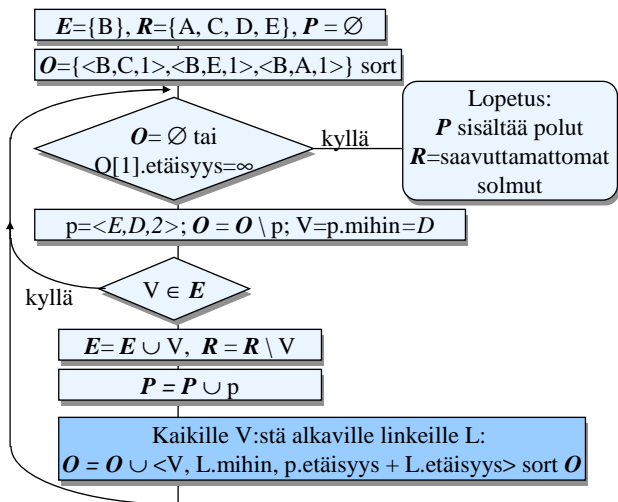 E={B}, R={A, C, D, E}, P = ∅
O={<B,C,1>,<B,E,1>,<B,A,1>} sort
O= ∅ tai
O[1].etäisyys=∞
kyllä
Lopetus:
P sisältää polut
R=saavuttamattomat
solmut
p=<E,D,2>; O = O \ p; V=p.mihin=D
V ∈ E
kyllä
E= E ∪ V, R = R \ V
P = P ∪ p
Kaikille V:stä alkaville linkeille L:
O = O ∪ <V, L.mihin, p.etäisyys + L.etäisyys> sort O